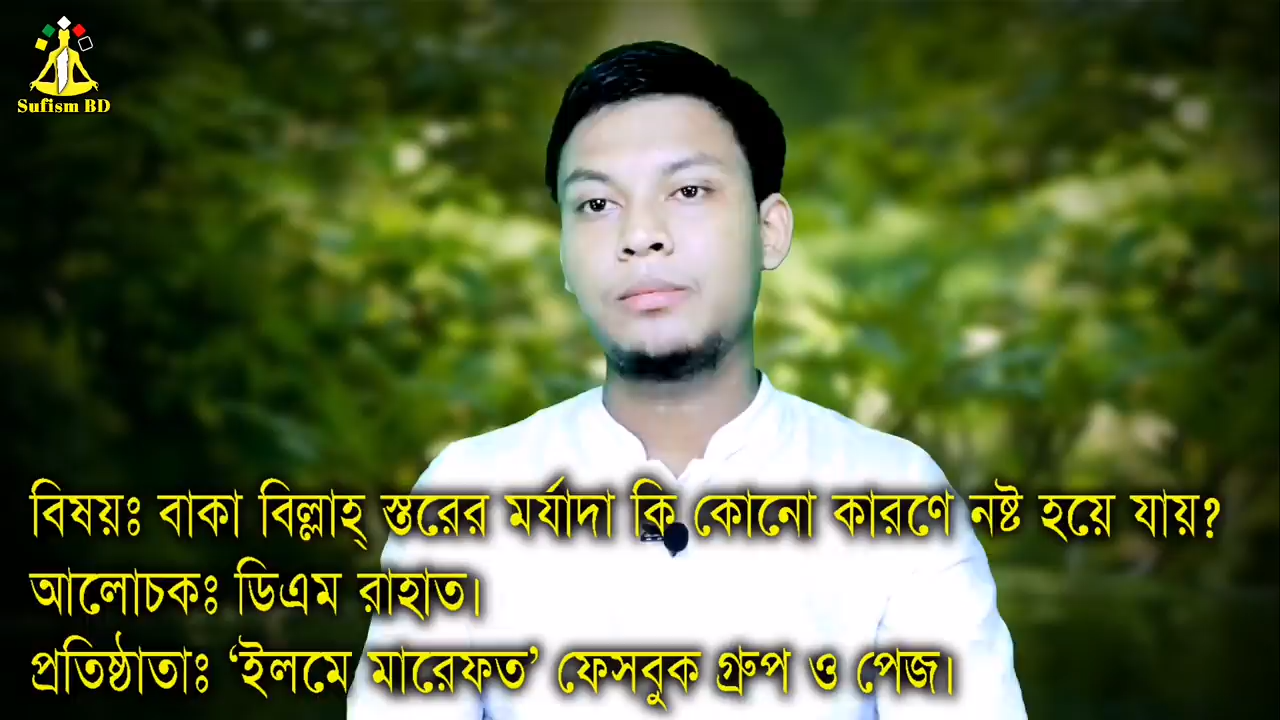 Sufism BD
বিষয়ঃ বাকা বিল্লাহ্ স্তরের মর্যাদা কি কোনো কারণে নষ্ট হয়ে যায়?
আলোচকঃ ডিএম রাহাত।
প্রতিষ্ঠাতাঃ ‘ইলমে মারেফত’ ফেসবুক গ্রুপ ও পেজ।